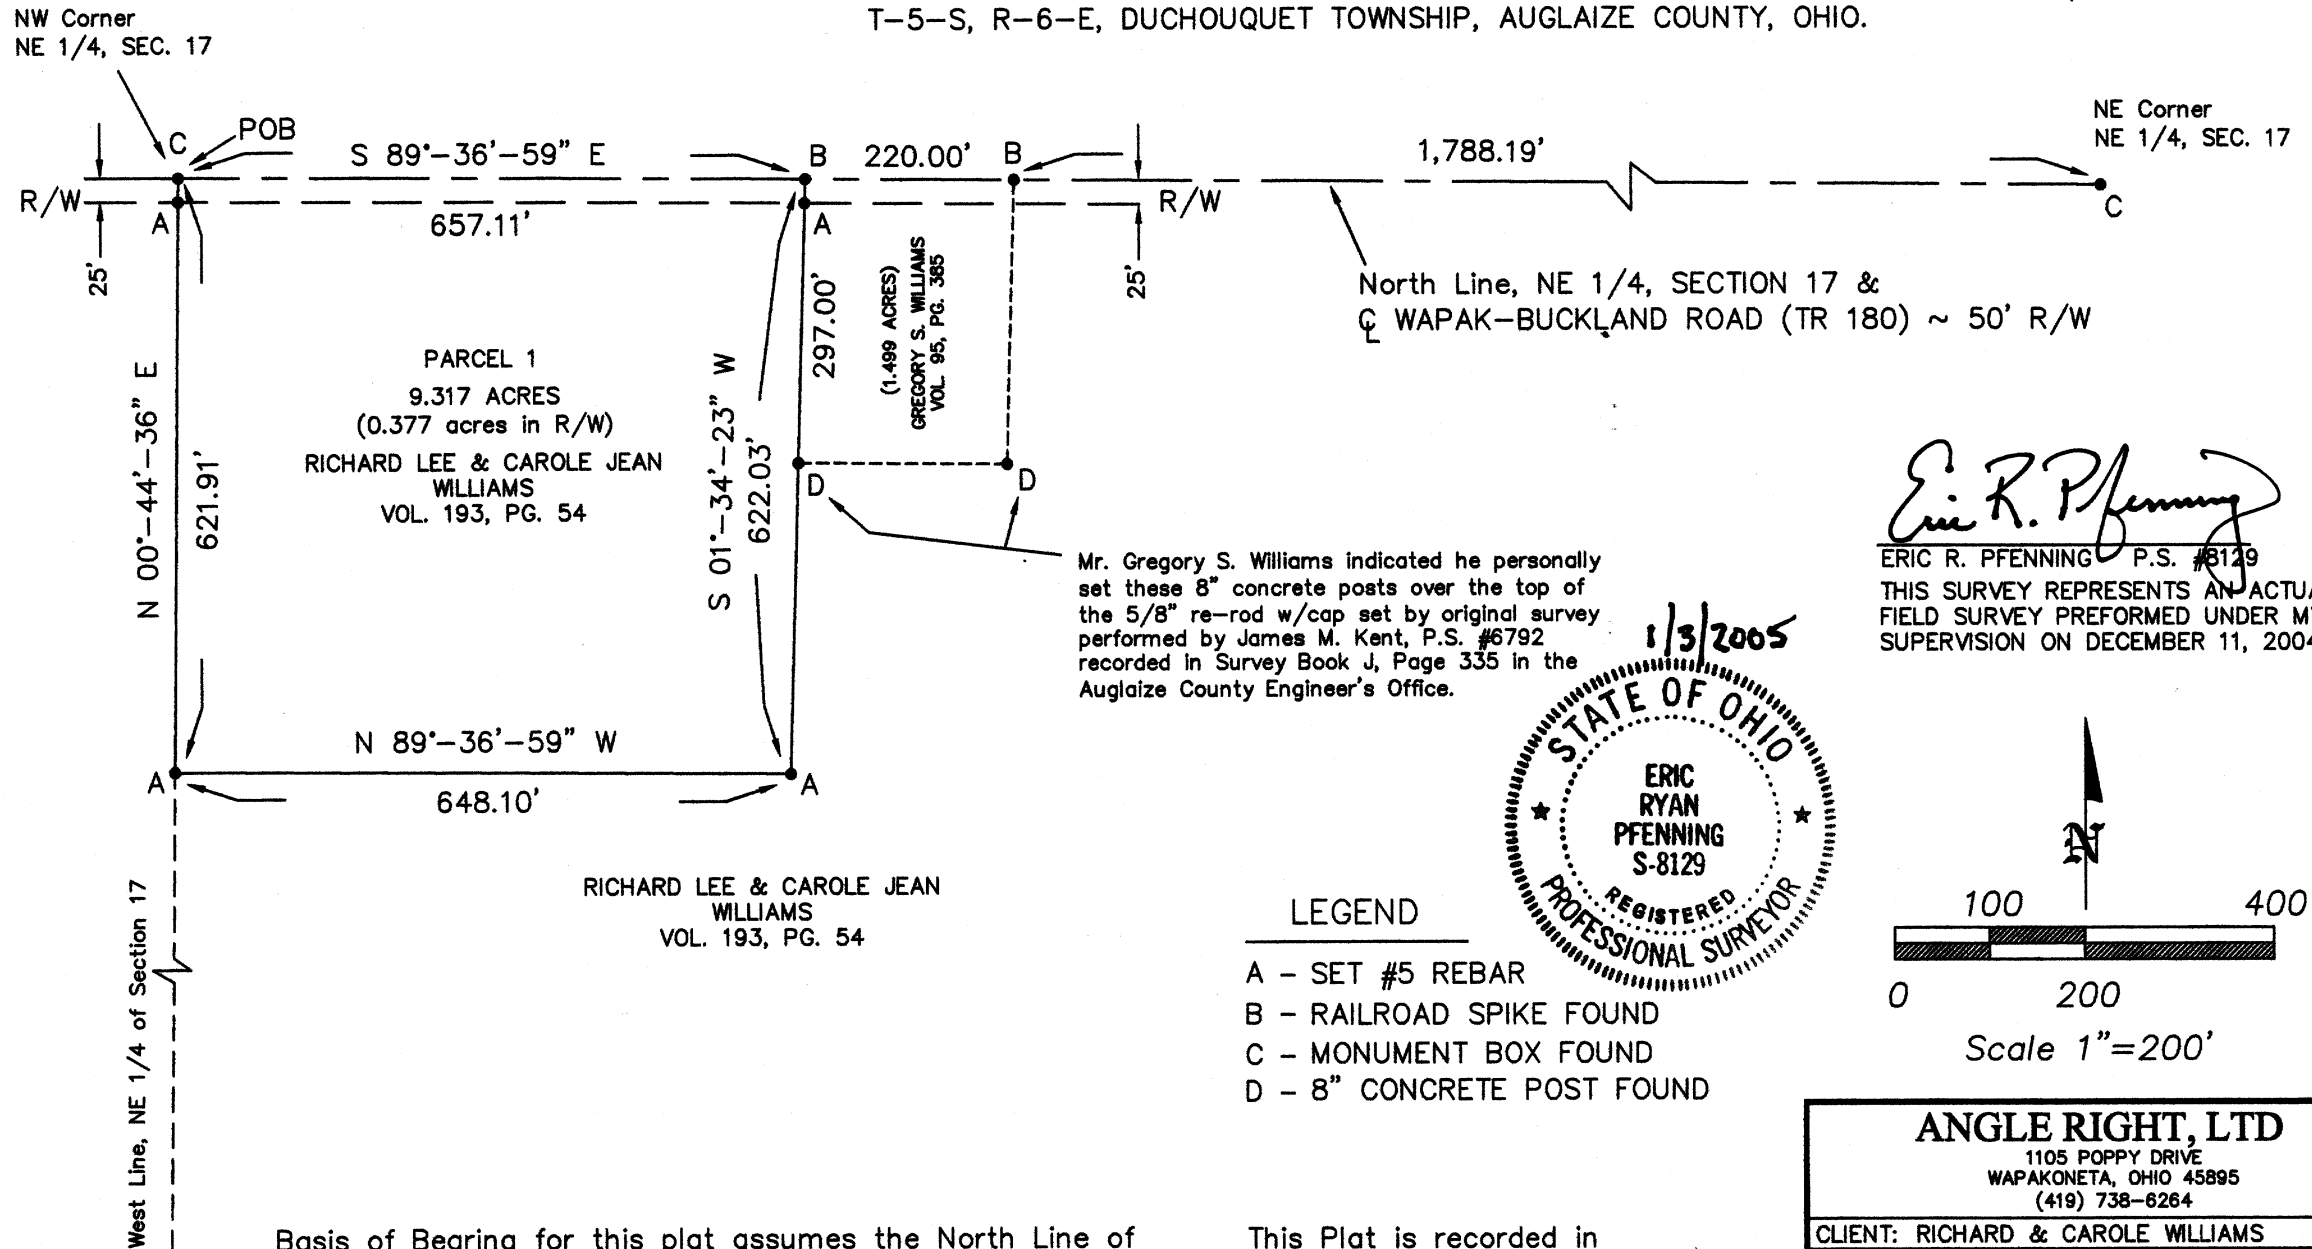 NW Corner
NE 1/4, SEC. 17
T-5-S, R-6-E, DUCHOUQUET TOWNSHIP, AUGLAIZE COUNTY, OHIO.
NE Corner
NE 1/4, SEC. 17
C
POB
S 89°-36'-59" E
B
220.00'
B
1,788.19'
C
R/W
A
657.11'
A
R/W
25'
25'
North Line, NE 1/4, SECTION 17 &
℄ WAPAK-BUCKLAND ROAD (TR 180) ~ 50' R/W
297.00'
(1.499 ACRES)
GREGORY S. WILLIAMS
VOL. 95, PG. 385
PARCEL 1
9.317 ACRES
(0.377 acres in R/W)
RICHARD LEE & CAROLE JEAN
WILLIAMS
VOL. 193, PG. 54
N 00°-44'-36" E
621.91'
S 01°-34'-23" W
622.03'
D
D
Mr. Gregory S. Williams indicated he personally
set these 8" concrete posts over the top of
the 5/8" re-rod w/cap set by original survey
performed by James M. Kent, P.S. #6792
recorded in Survey Book J, Page 335 in the
Auglaize County Engineer's Office.
Eric R. Pfenning
ERIC R. PFENNING P.S. #8129
THIS SURVEY REPRESENTS AN ACTUA
FIELD SURVEY PREFORMED UNDER M
SUPERVISION ON DECEMBER 11, 2004
1/3/2005
STATE OF OHIO
ERIC
RYAN
PFENNING
S-8129
REGISTERED
PROFESSIONAL SURVEYOR
N 89°-36'-59" W
A
648.10'
A
RICHARD LEE & CAROLE JEAN
WILLIAMS
VOL. 193, PG. 54
West Line, NE 1/4 of Section 17
LEGEND
A - SET #5 REBAR
B - RAILROAD SPIKE FOUND
C - MONUMENT BOX FOUND
D - 8" CONCRETE POST FOUND
N
100 400
0 200
Scale 1"=200'
ANGLE RIGHT, LTD
1105 POPPY DRIVE
WAPAKONETA, OHIO 45895
(419) 738-6264
CLIENT: RICHARD & CAROLE WILLIAMS
Basis of Bearing for this plat assumes the North Line of
This Plat is recorded in